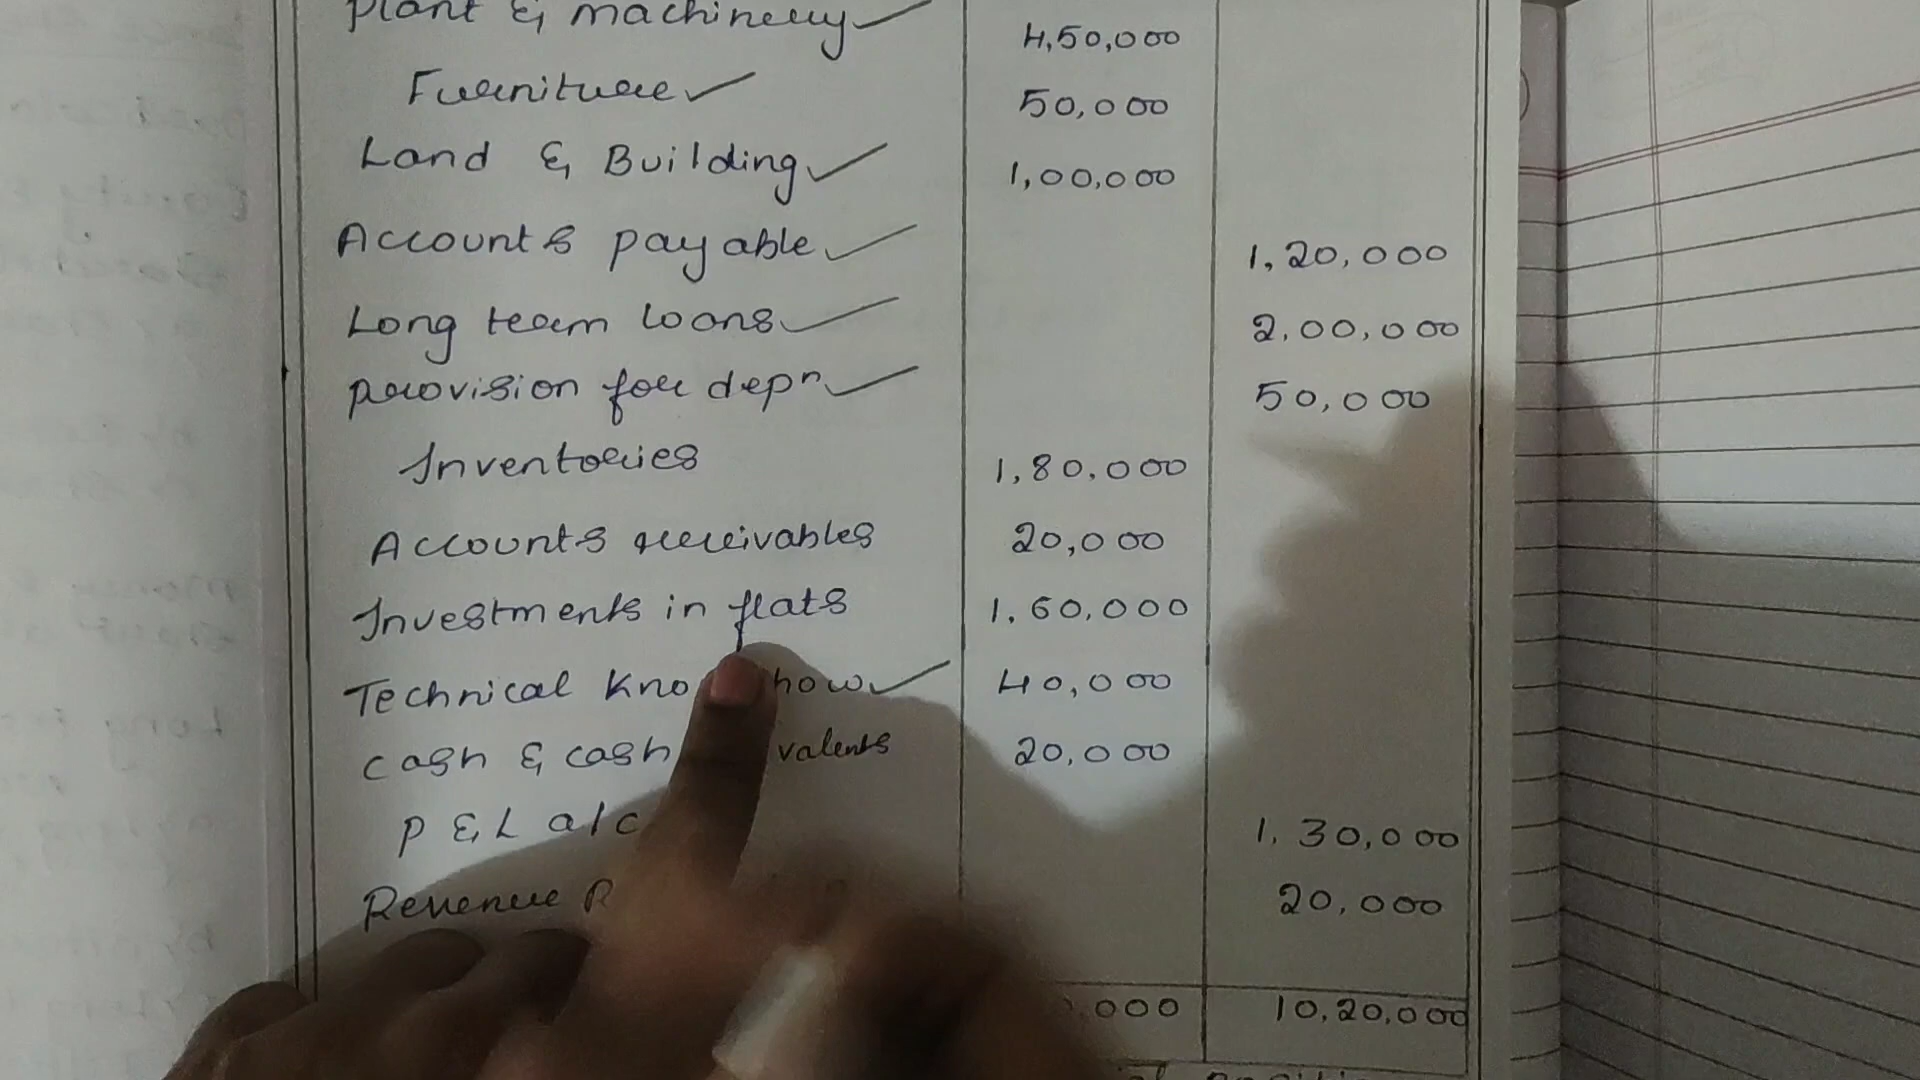 Plant & machinery 4,50,000
Furniture 50,000
Land & Building 1,00,000
Accounts payable 1,20,000
Long term loans 2,00,000
provision for depn 50,000
Inventories 1,80,000
Accounts receivables 20,000
Investments in flats 1,60,000
Technical Kno how 40,000
cash & cash valents 20,000
P & L a/c 1,30,000
Revenue R 20,000
,000 10,20,000